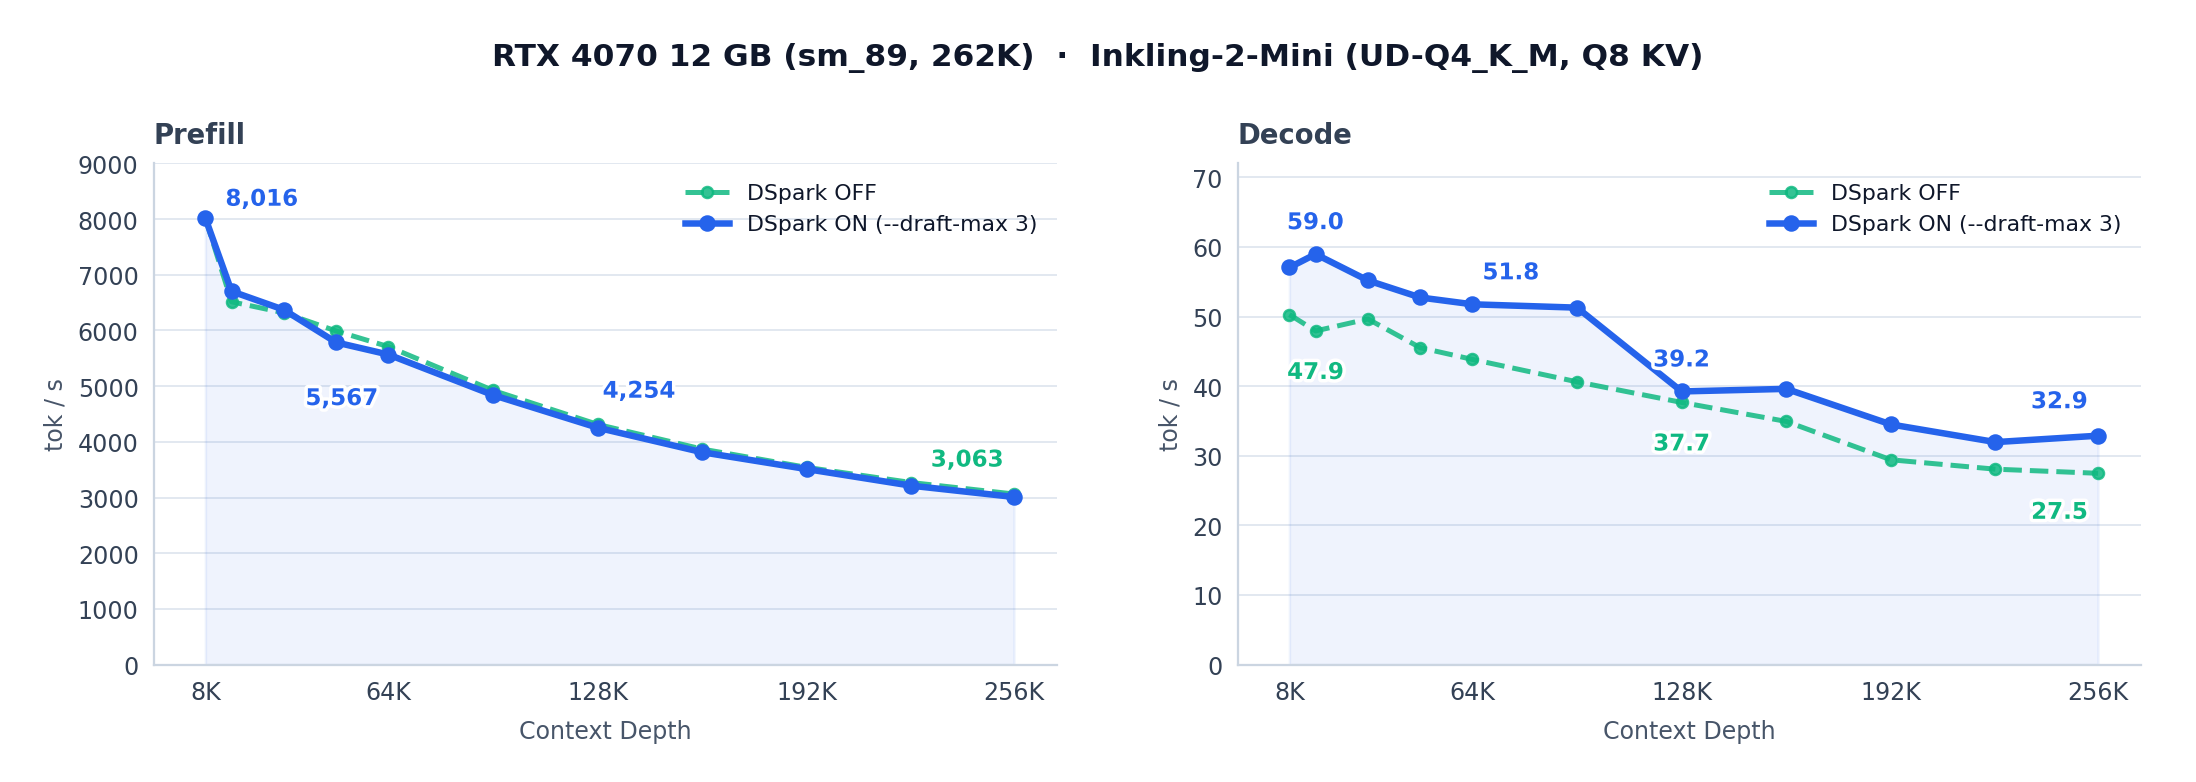 RTX 4070 12 GB (sm_89, 262K) · Inkling-2-Mini (UD-Q4_K_M, Q8 KV)
Prefill
9000
8000
7000
6000
5000
4000
3000
2000
1000
0
tok / s
8,016
5,567
4,254
3,063
DSpark OFF
DSpark ON (--draft-max 3)
8K 64K 128K 192K 256K
Context Depth
Decode
70
60
50
40
30
20
10
0
tok / s
59.0
47.9
51.8
39.2
37.7
32.9
27.5
DSpark OFF
DSpark ON (--draft-max 3)
8K 64K 128K 192K 256K
Context Depth